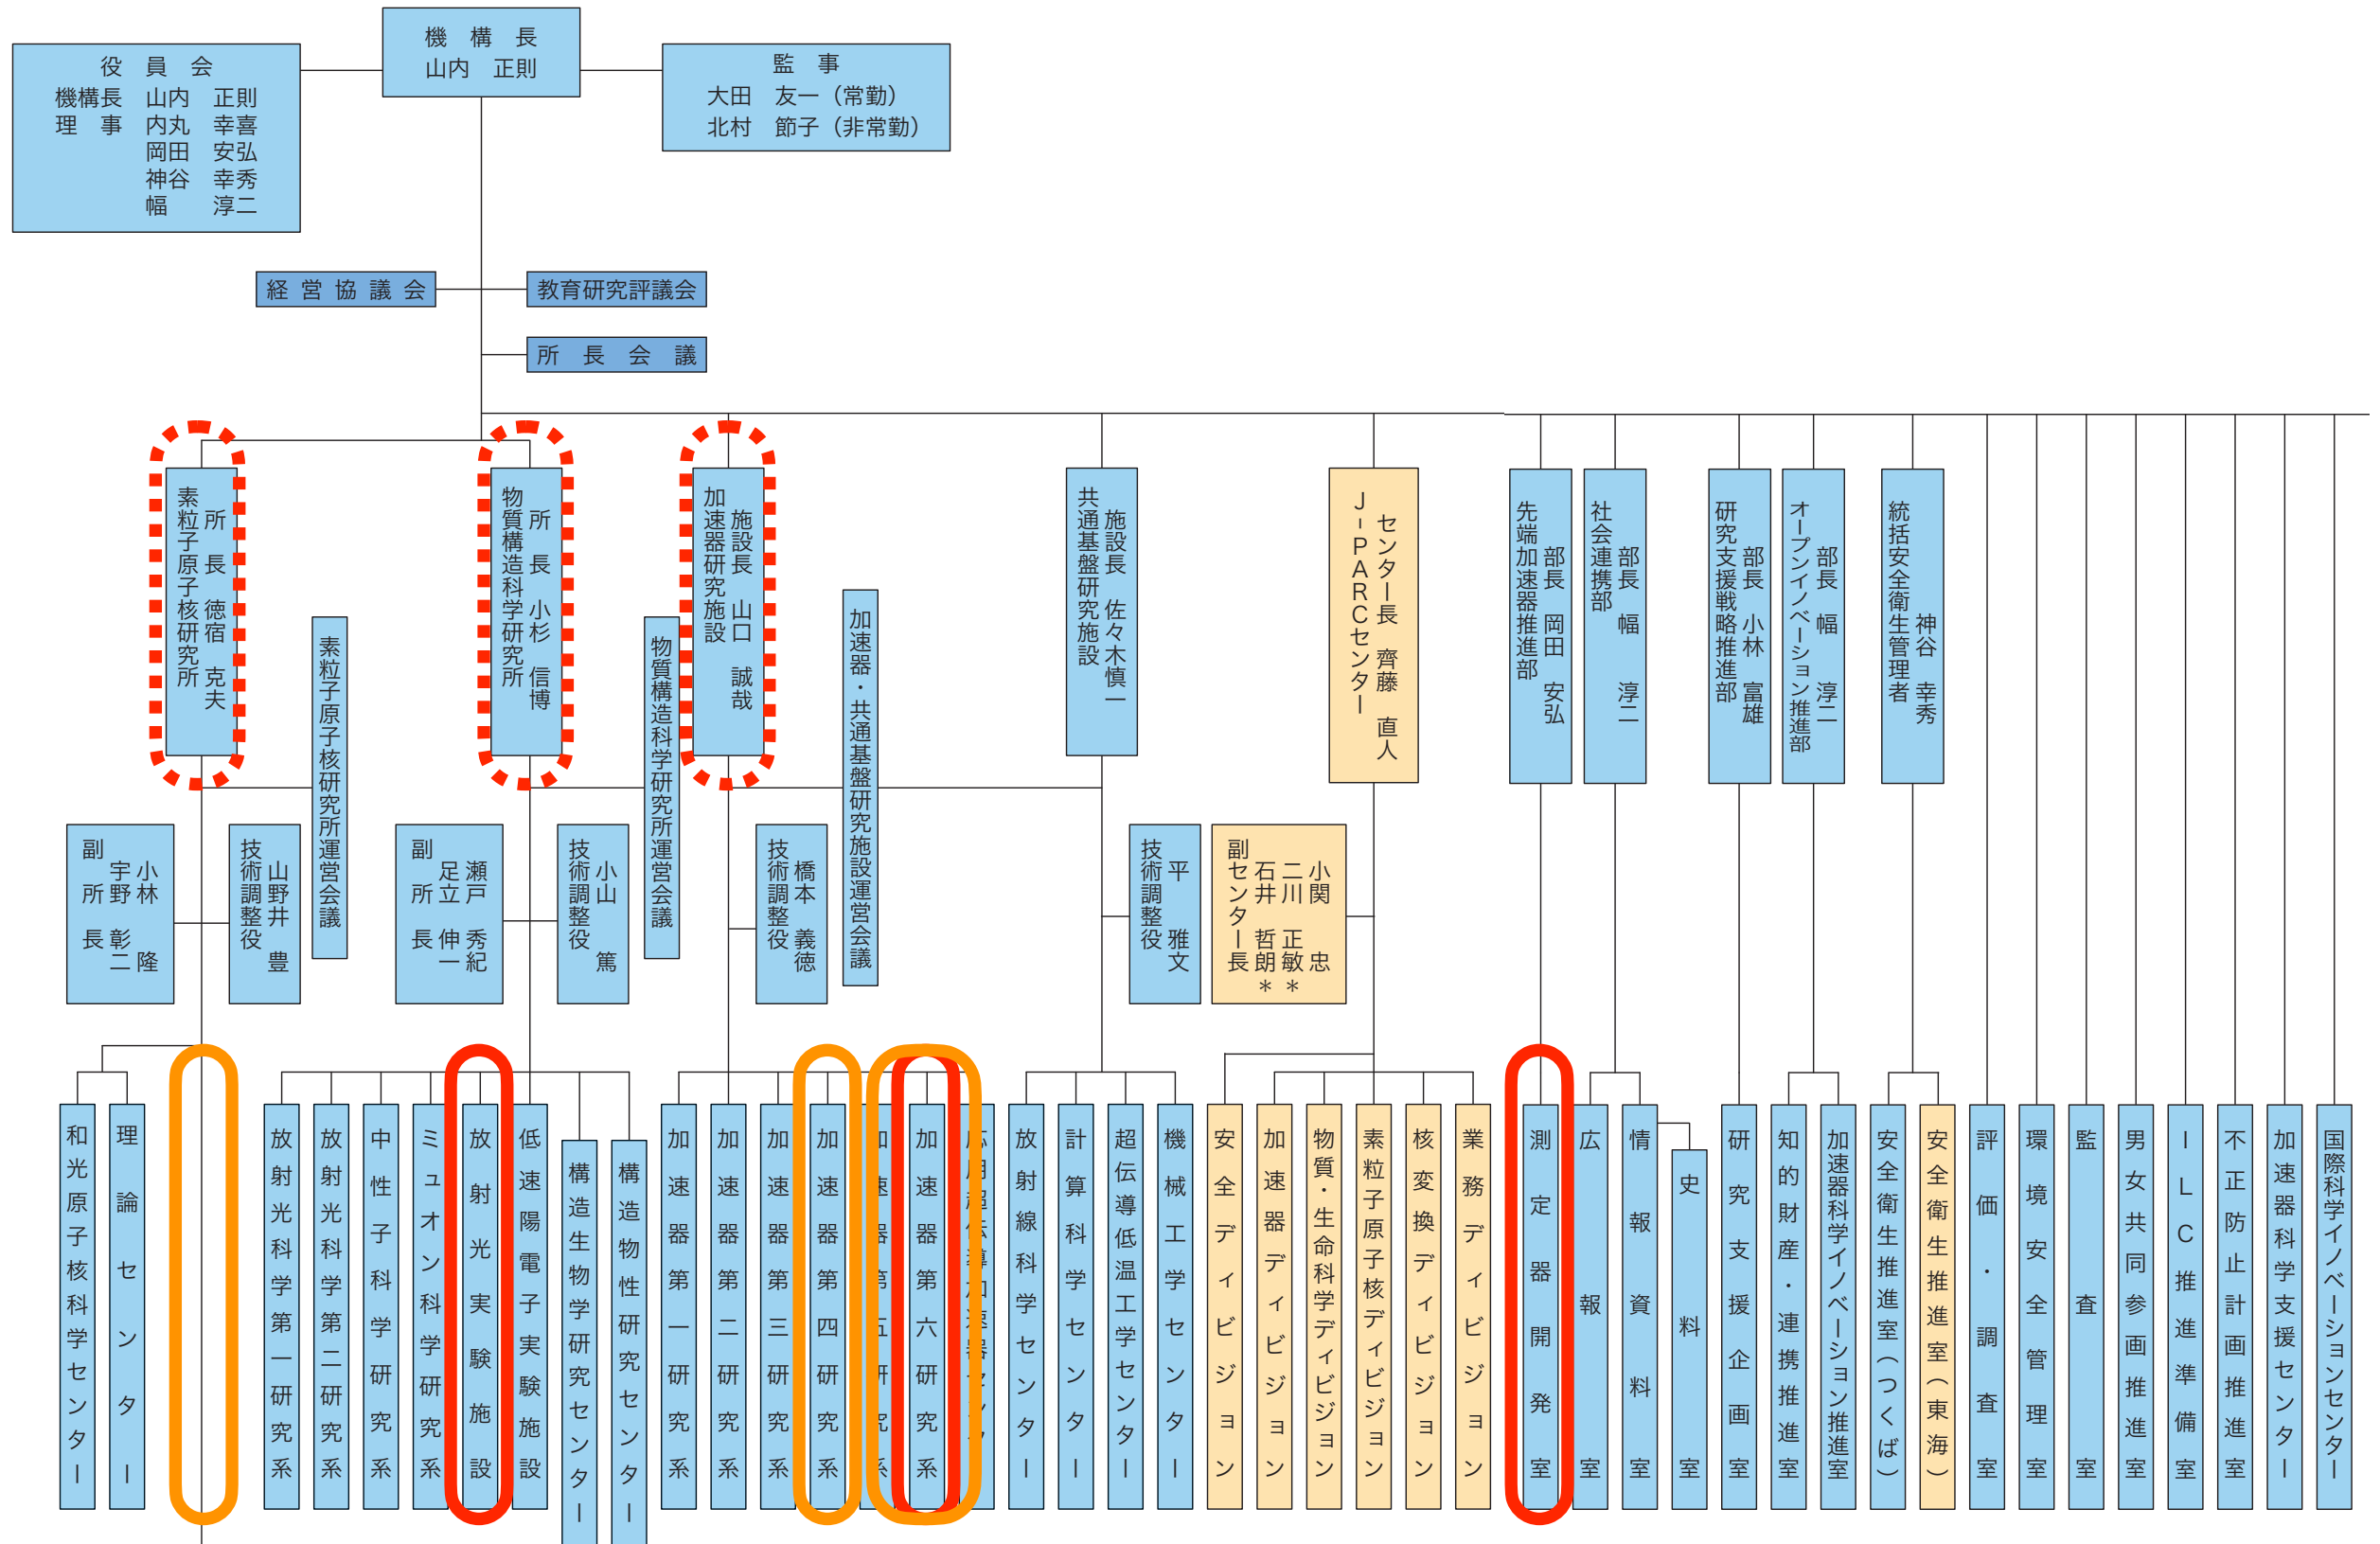 機　構　長
山内　正則
役　員　会
機構長　山内　正則
理　事　内丸　幸喜
岡田　安弘
神谷　幸秀
幅　　淳二
監　事
大田　友一（常勤）
北村　節子（非常勤）
経営協議会
教育研究評議会
所長会議
素粒子原子核研究所
所　長　徳宿　克夫
物質構造科学研究所
所　長　小杉　信博
加速器研究施設
施設長　山口　誠哉
共通基盤研究施設
施設長　佐々木慎一
J-PARCセンター
センター長　齊藤　直人
先端加速器推進部
部長　岡田　安弘
社会連携部
部長　幅　　淳二
研究支援戦略推進部
部長　小林　富雄
オープンイノベーション推進部
部長　幅　　淳二
統括安全衛生管理者
神谷　幸秀
素粒子原子核研究所運営会議
物質構造科学研究所運営会議
加速器・共通基盤研究施設運営会議
副　所　長
宇野　彰二
小林　　隆
技術調整役
山野井　豊
副　所　長
足立　伸一
瀬戸　秀紀
技術調整役
小山　　篤
技術調整役
橋本　義徳
技術調整役
平　　雅文
副センター長
石井　哲朗＊
二川　正敏＊
小関　　忠
和光原子核科学センター
理論センター
放射光科学第一研究系
放射光科学第二研究系
中性子科学研究系
ミュオン科学研究系
放射光実験施設
低速陽電子実験施設
構造生物学研究センター
構造物性研究センター
加速器第一研究系
加速器第二研究系
加速器第三研究系
加速器第四研究系
加速器第五研究系
加速器第六研究系
応用超伝導加速器センター
放射線科学センター
計算科学センター
超伝導低温工学センター
機械工学センター
安全ディビジョン
加速器ディビジョン
物質・生命科学ディビジョン
素粒子原子核ディビジョン
核変換ディビジョン
業務ディビジョン
測定器開発室
広報室
情報資料室
史料室
研究支援企画室
知的財産・連携推進室
加速器科学イノベーション推進室
安全衛生推進室（つくば）
安全衛生推進室（東海）
評価・調査室
環境安全管理室
監査室
男女共同参画推進室
ILC推進準備室
不正防止計画推進室
加速器科学支援センター
国際科学イノベーションセンター